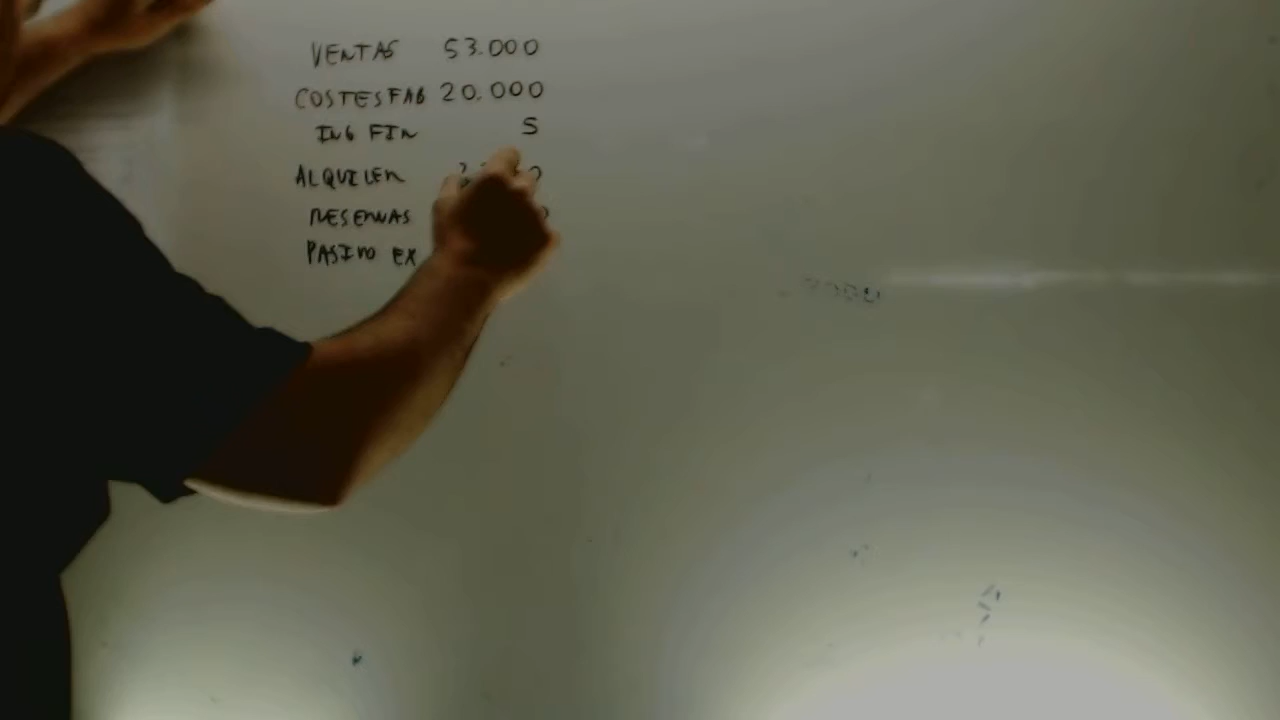 VENTAS 53.000
COSTES FAB 20.000
ING FIN 5
ALQUILER
RESERVAS
PASIVO EX